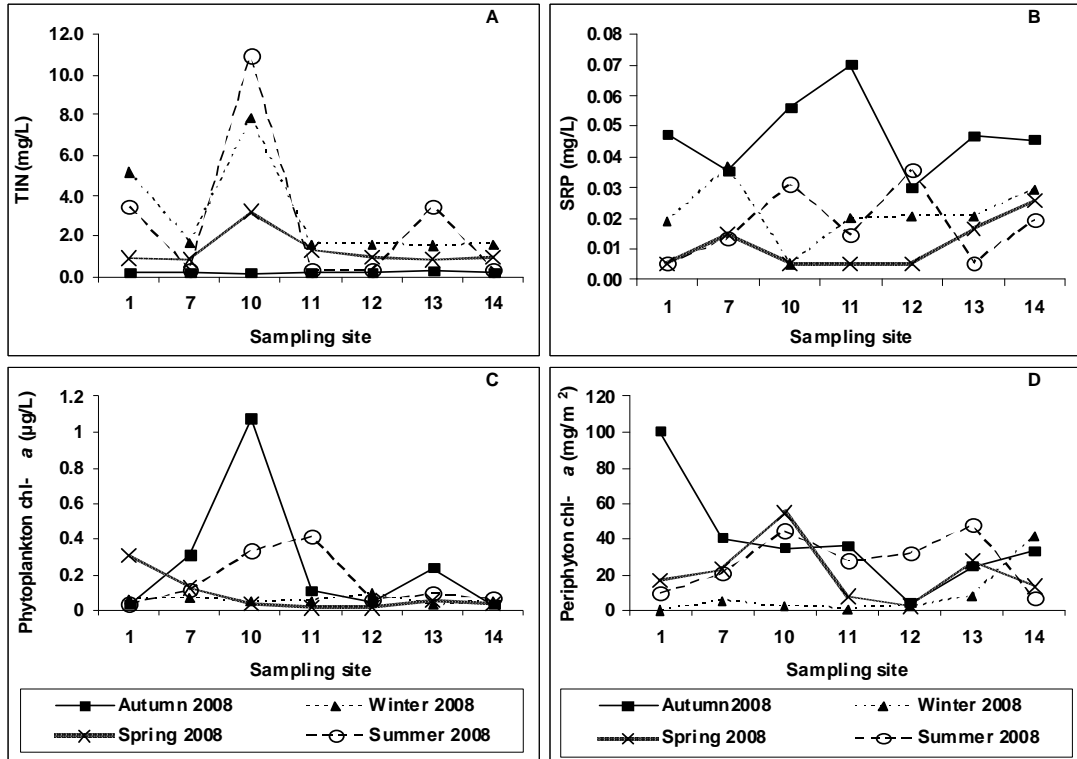 A
TIN (mg/L)
12.0
10.0
8.0
6.0
4.0
2.0
0.0
1 7 10 11 12 13 14
Sampling site
B
SRP (mg/L)
0.08
0.07
0.06
0.05
0.04
0.03
0.02
0.01
0.00
1 7 10 11 12 13 14
Sampling site
C
Phytoplankton chl- a (µg/L)
1.2
1
0.8
0.6
0.4
0.2
0
1 7 10 11 12 13 14
Sampling site
Autumn 2008 Winter 2008
Spring 2008 Summer 2008
D
Periphyton chl- a (mg/m²)
120
100
80
60
40
20
0
1 7 10 11 12 13 14
Sampling site
Autumn2008 Winter 2008
Spring 2008 Summer 2008